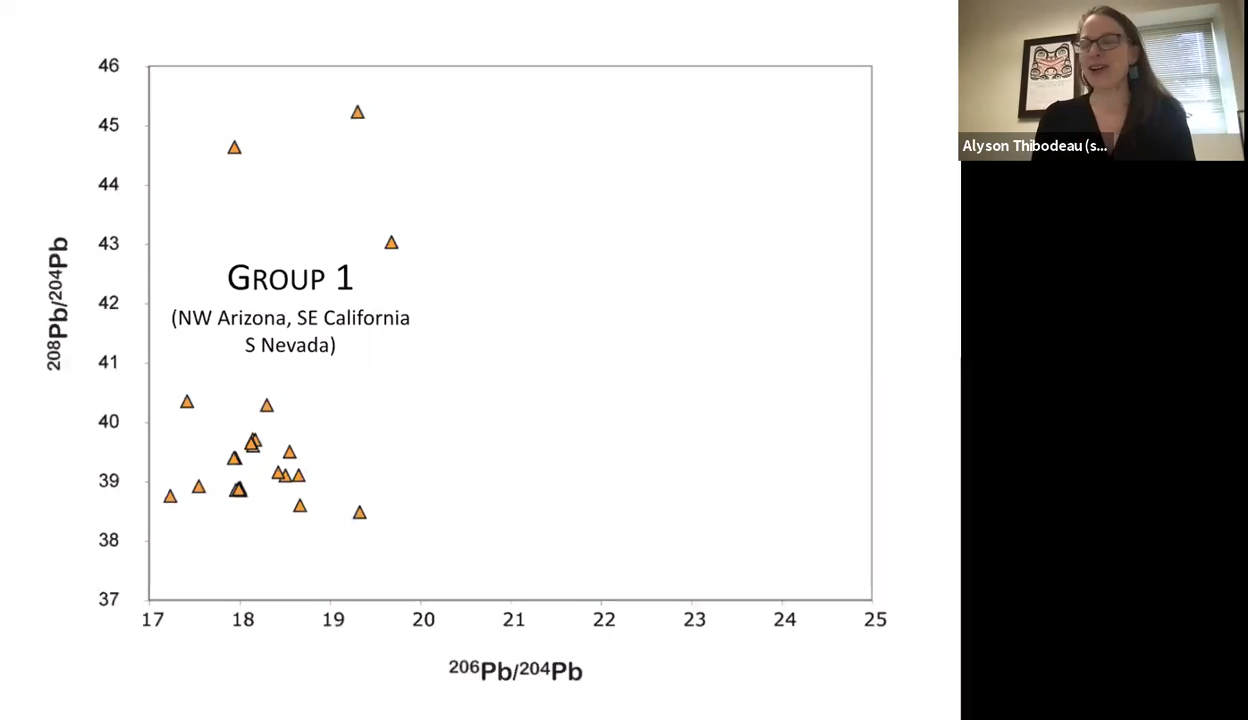 46
45
44
43
42
41
40
39
38
37
²⁰⁸Pb/²⁰⁴Pb
GROUP 1
(NW Arizona, SE California
S Nevada)
17 18 19 20 21 22 23 24 25
²⁰⁶Pb/²⁰⁴Pb
Alyson Thibodeau (s...